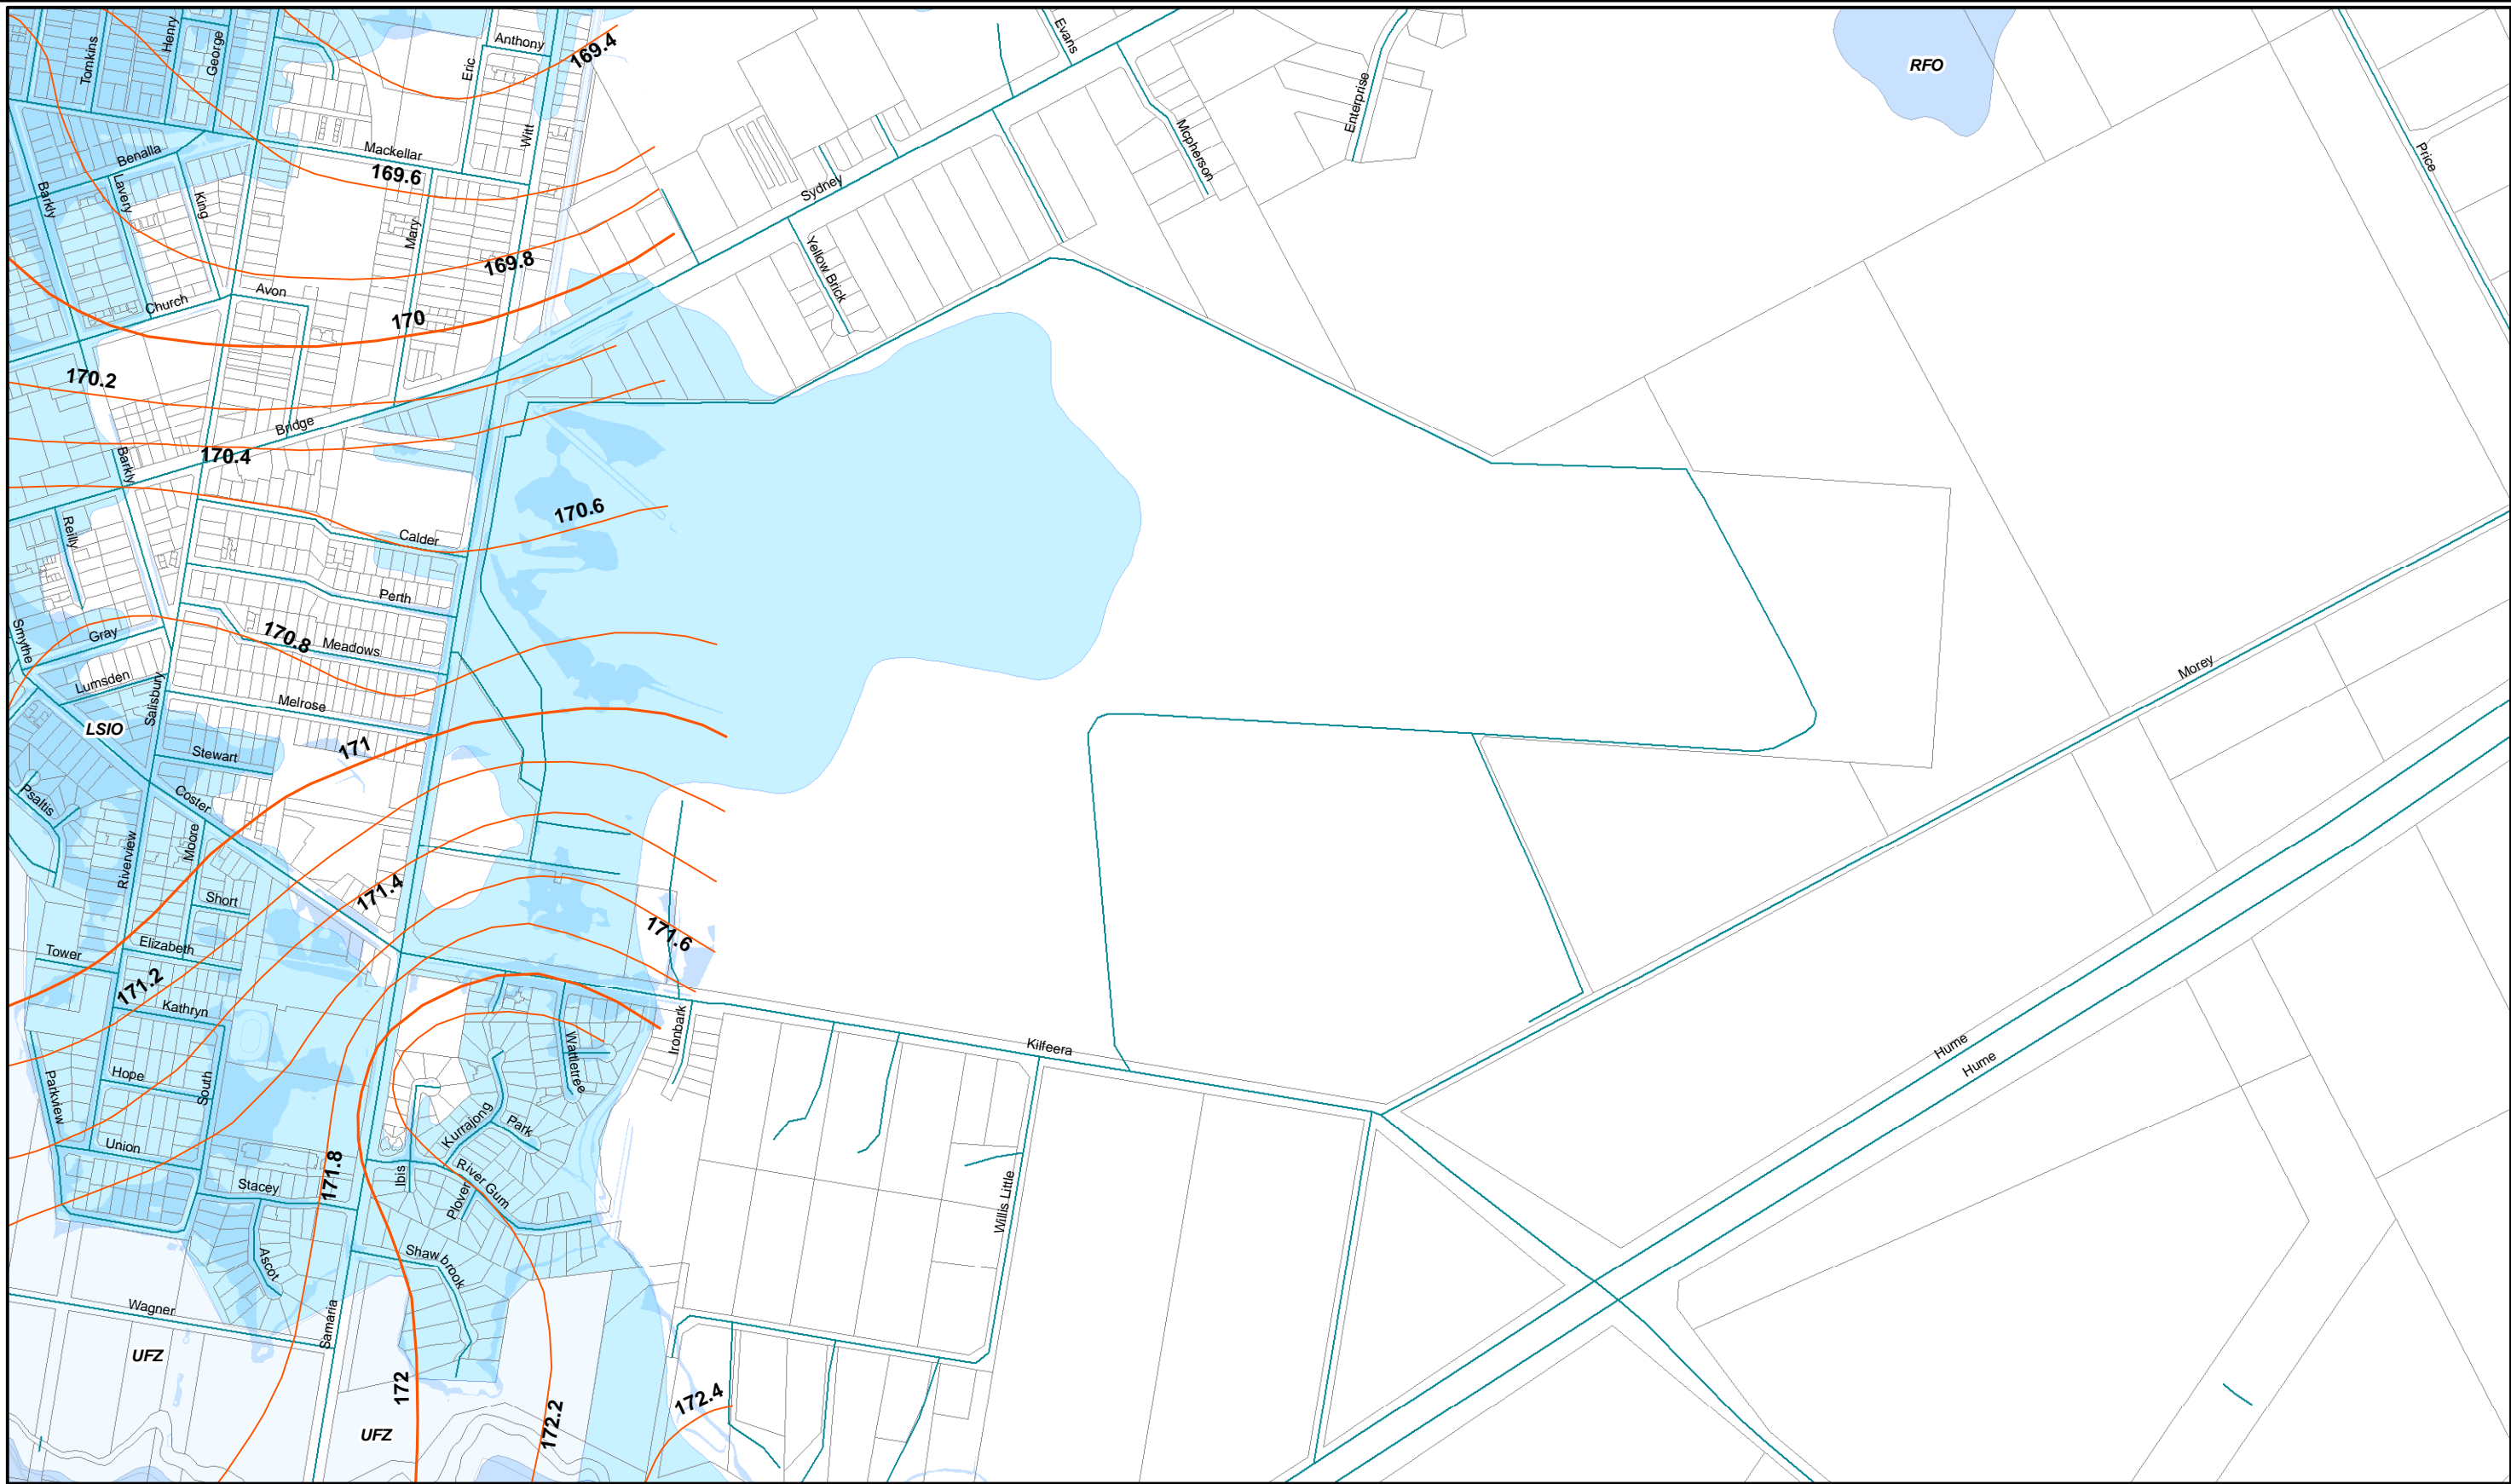 Tomkins
Henry
George
Eric
Anthony
169.4
Evans
Enterprise
RFO
Price
Witt
Mackellar
169.6
Benalla
Barkly
Lavery
King
Mary
Sydney
Mcpherson
169.8
Yellow Brick
Avon
Church
170
170.2
Bridge
170.4
Barkly
170.6
Reilly
Calder
Perth
Smythe
Gray
170.8
Meadows
Lumsden
Salisbury
Melrose
Morey
LSIO
171
Stewart
Psaltis
Coster
Moore
Riverview
171.4
Short
171.6
Tower
Elizabeth
171.2
Kathryn
Ironbark
Wattletree
Kilfeera
Hume
Hume
Parkview
Hope
South
Kurrajong
Park
Union
Ibis
River Gum
Plover
171.8
Stacey
Willis Little
Ascot
Shaw brook
Wagner
Samaria
UFZ
172
172.2
172.4
UFZ